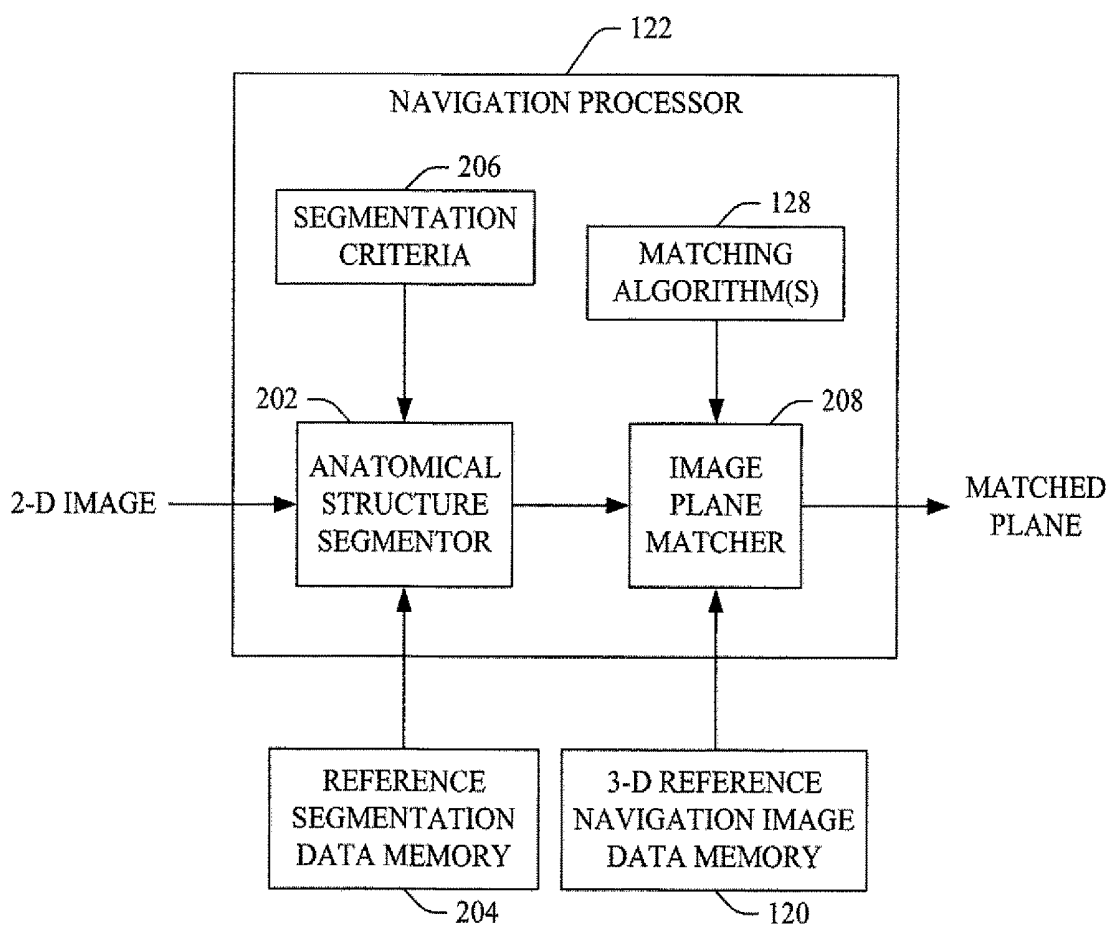 122
NAVIGATION PROCESSOR
206
SEGMENTATION
CRITERIA
128
MATCHING
ALGORITHM(S)
202
ANATOMICAL
STRUCTURE
SEGMENTOR
208
IMAGE
PLANE
MATCHER
2-D IMAGE
MATCHED
PLANE
REFERENCE
SEGMENTATION
DATA MEMORY
204
3-D REFERENCE
NAVIGATION IMAGE
DATA MEMORY
120